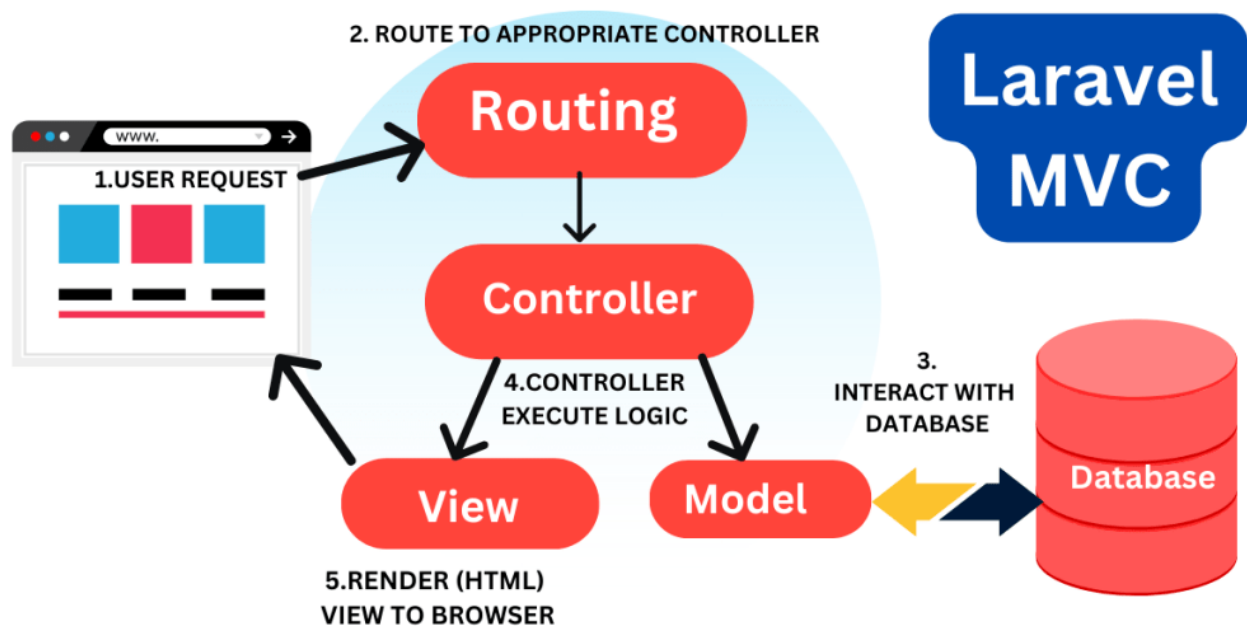 2. ROUTE TO APPROPRIATE CONTROLLER
Laravel
MVC
Routing
WWW.
1.USER REQUEST
Controller
4.CONTROLLER
EXECUTE LOGIC
3.
INTERACT WITH
DATABASE
Database
View
Model
5.RENDER (HTML)
VIEW TO BROWSER